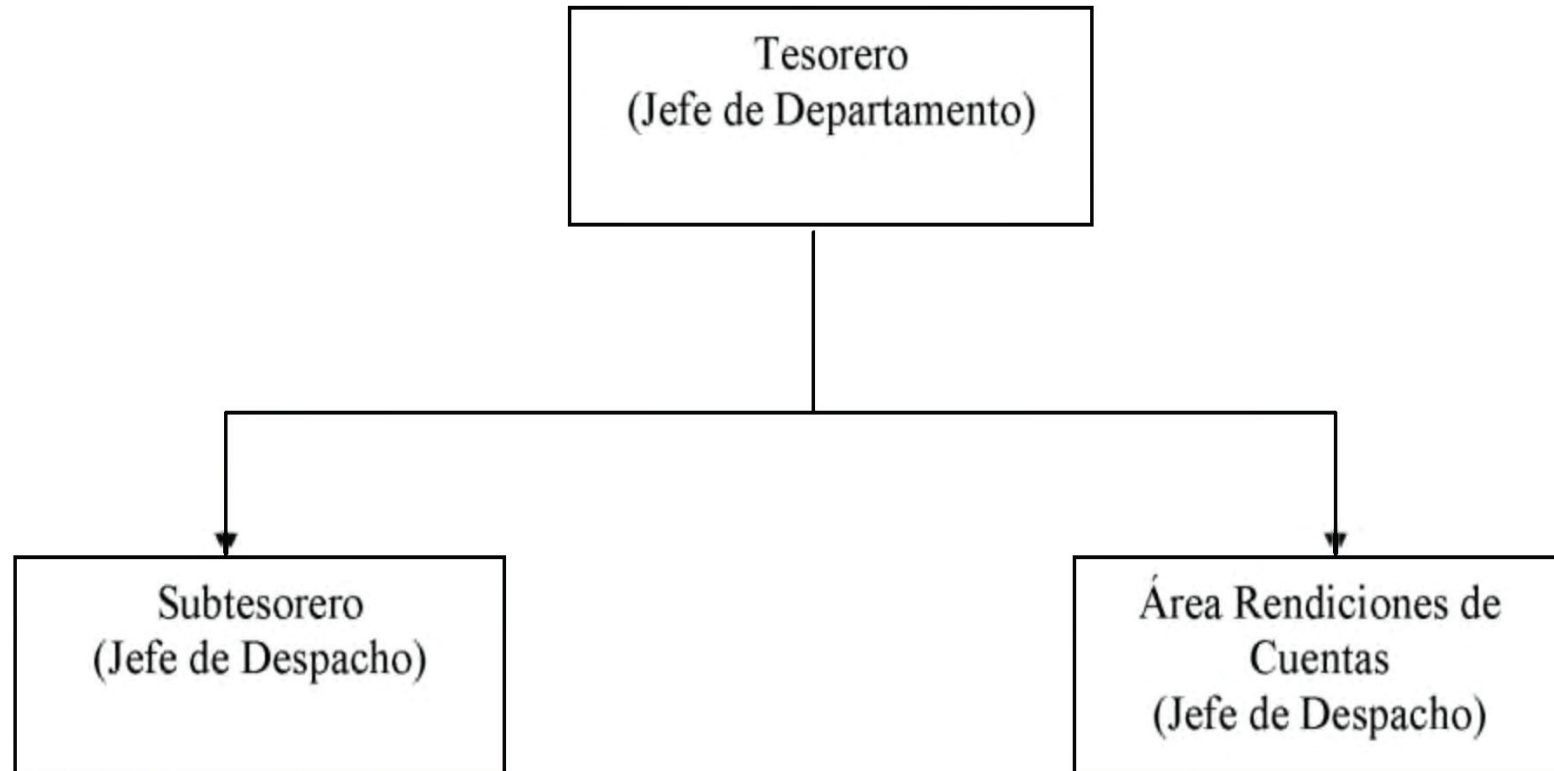 Tesorero
(Jefe de Departamento)
Subtesorero
(Jefe de Despacho)
Área Rendiciones de
Cuentas
(Jefe de Despacho)